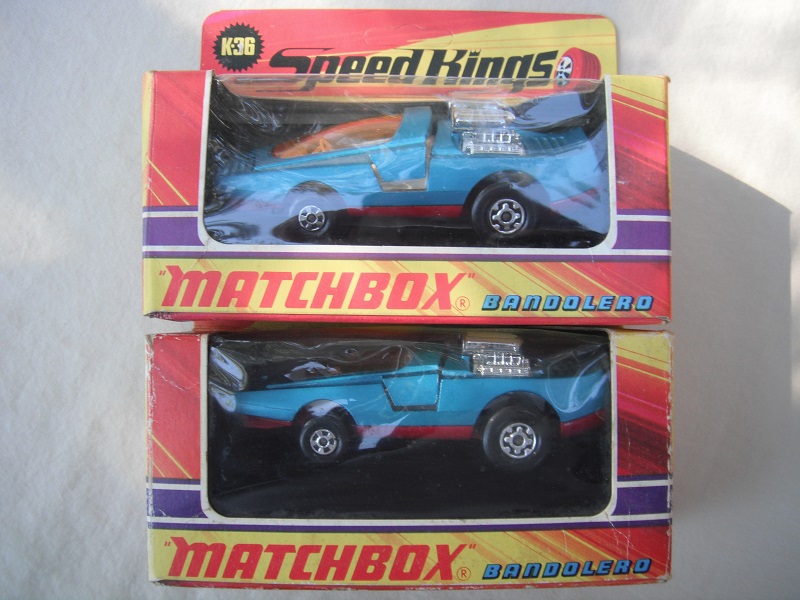 K-36
Speed Kings
"MATCHBOX"® BANDOLERO
"MATCHBOX"® BANDOLERO